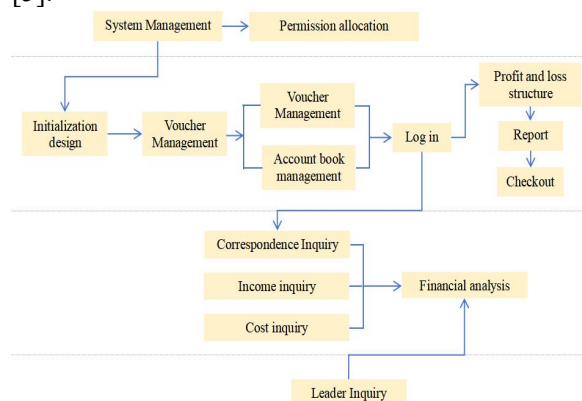 [5].
System Management
Permission allocation
Profit and loss
structure
Voucher
Management
Initialization
design
Voucher
Management
Log in
Report
Account book
management
Checkout
Correspondence Inquiry
Income inquiry
Financial analysis
Cost inquiry
Leader Inquiry